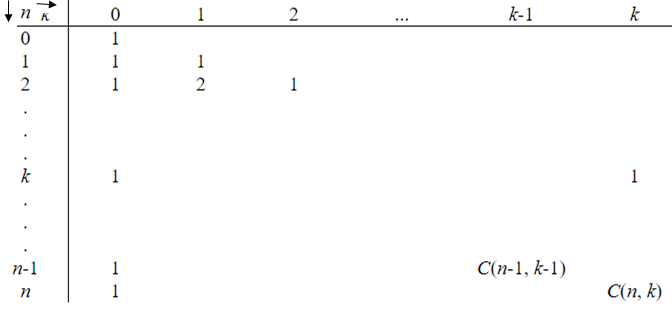 n κ 0 1 2 ... k-1 k
0 1
1 1 1
2 1 2 1
.
.
.
k 1 1
.
.
.
n-1 1 C(n-1, k-1)
n 1 C(n, k)